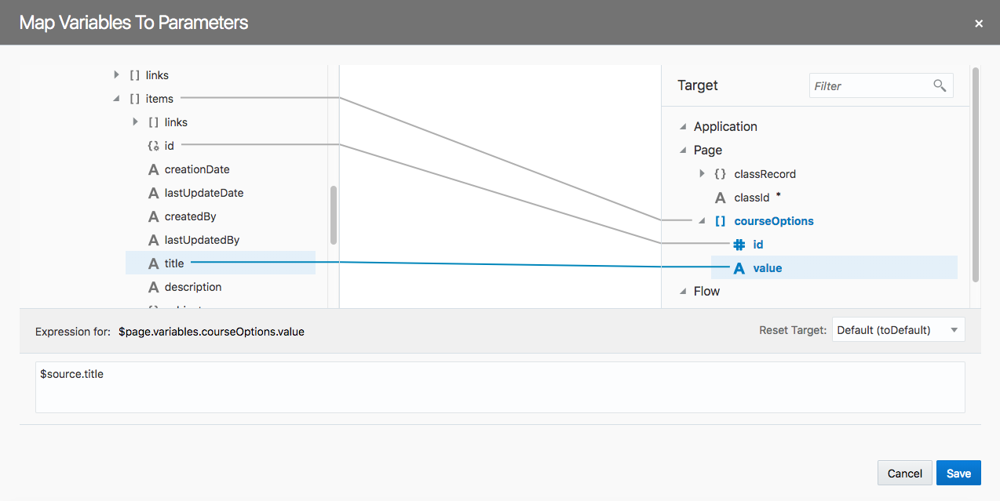 Map Variables To Parameters
links
items
links
id
creationDate
lastUpdateDate
createdBy
lastUpdatedBy
title
description
Target
Filter
Application
Page
classRecord
classId *
courseOptions
id
value
Flow
Expression for: $page.variables.courseOptions.value
Reset Target: Default (toDefault)
$source.title
Cancel
Save